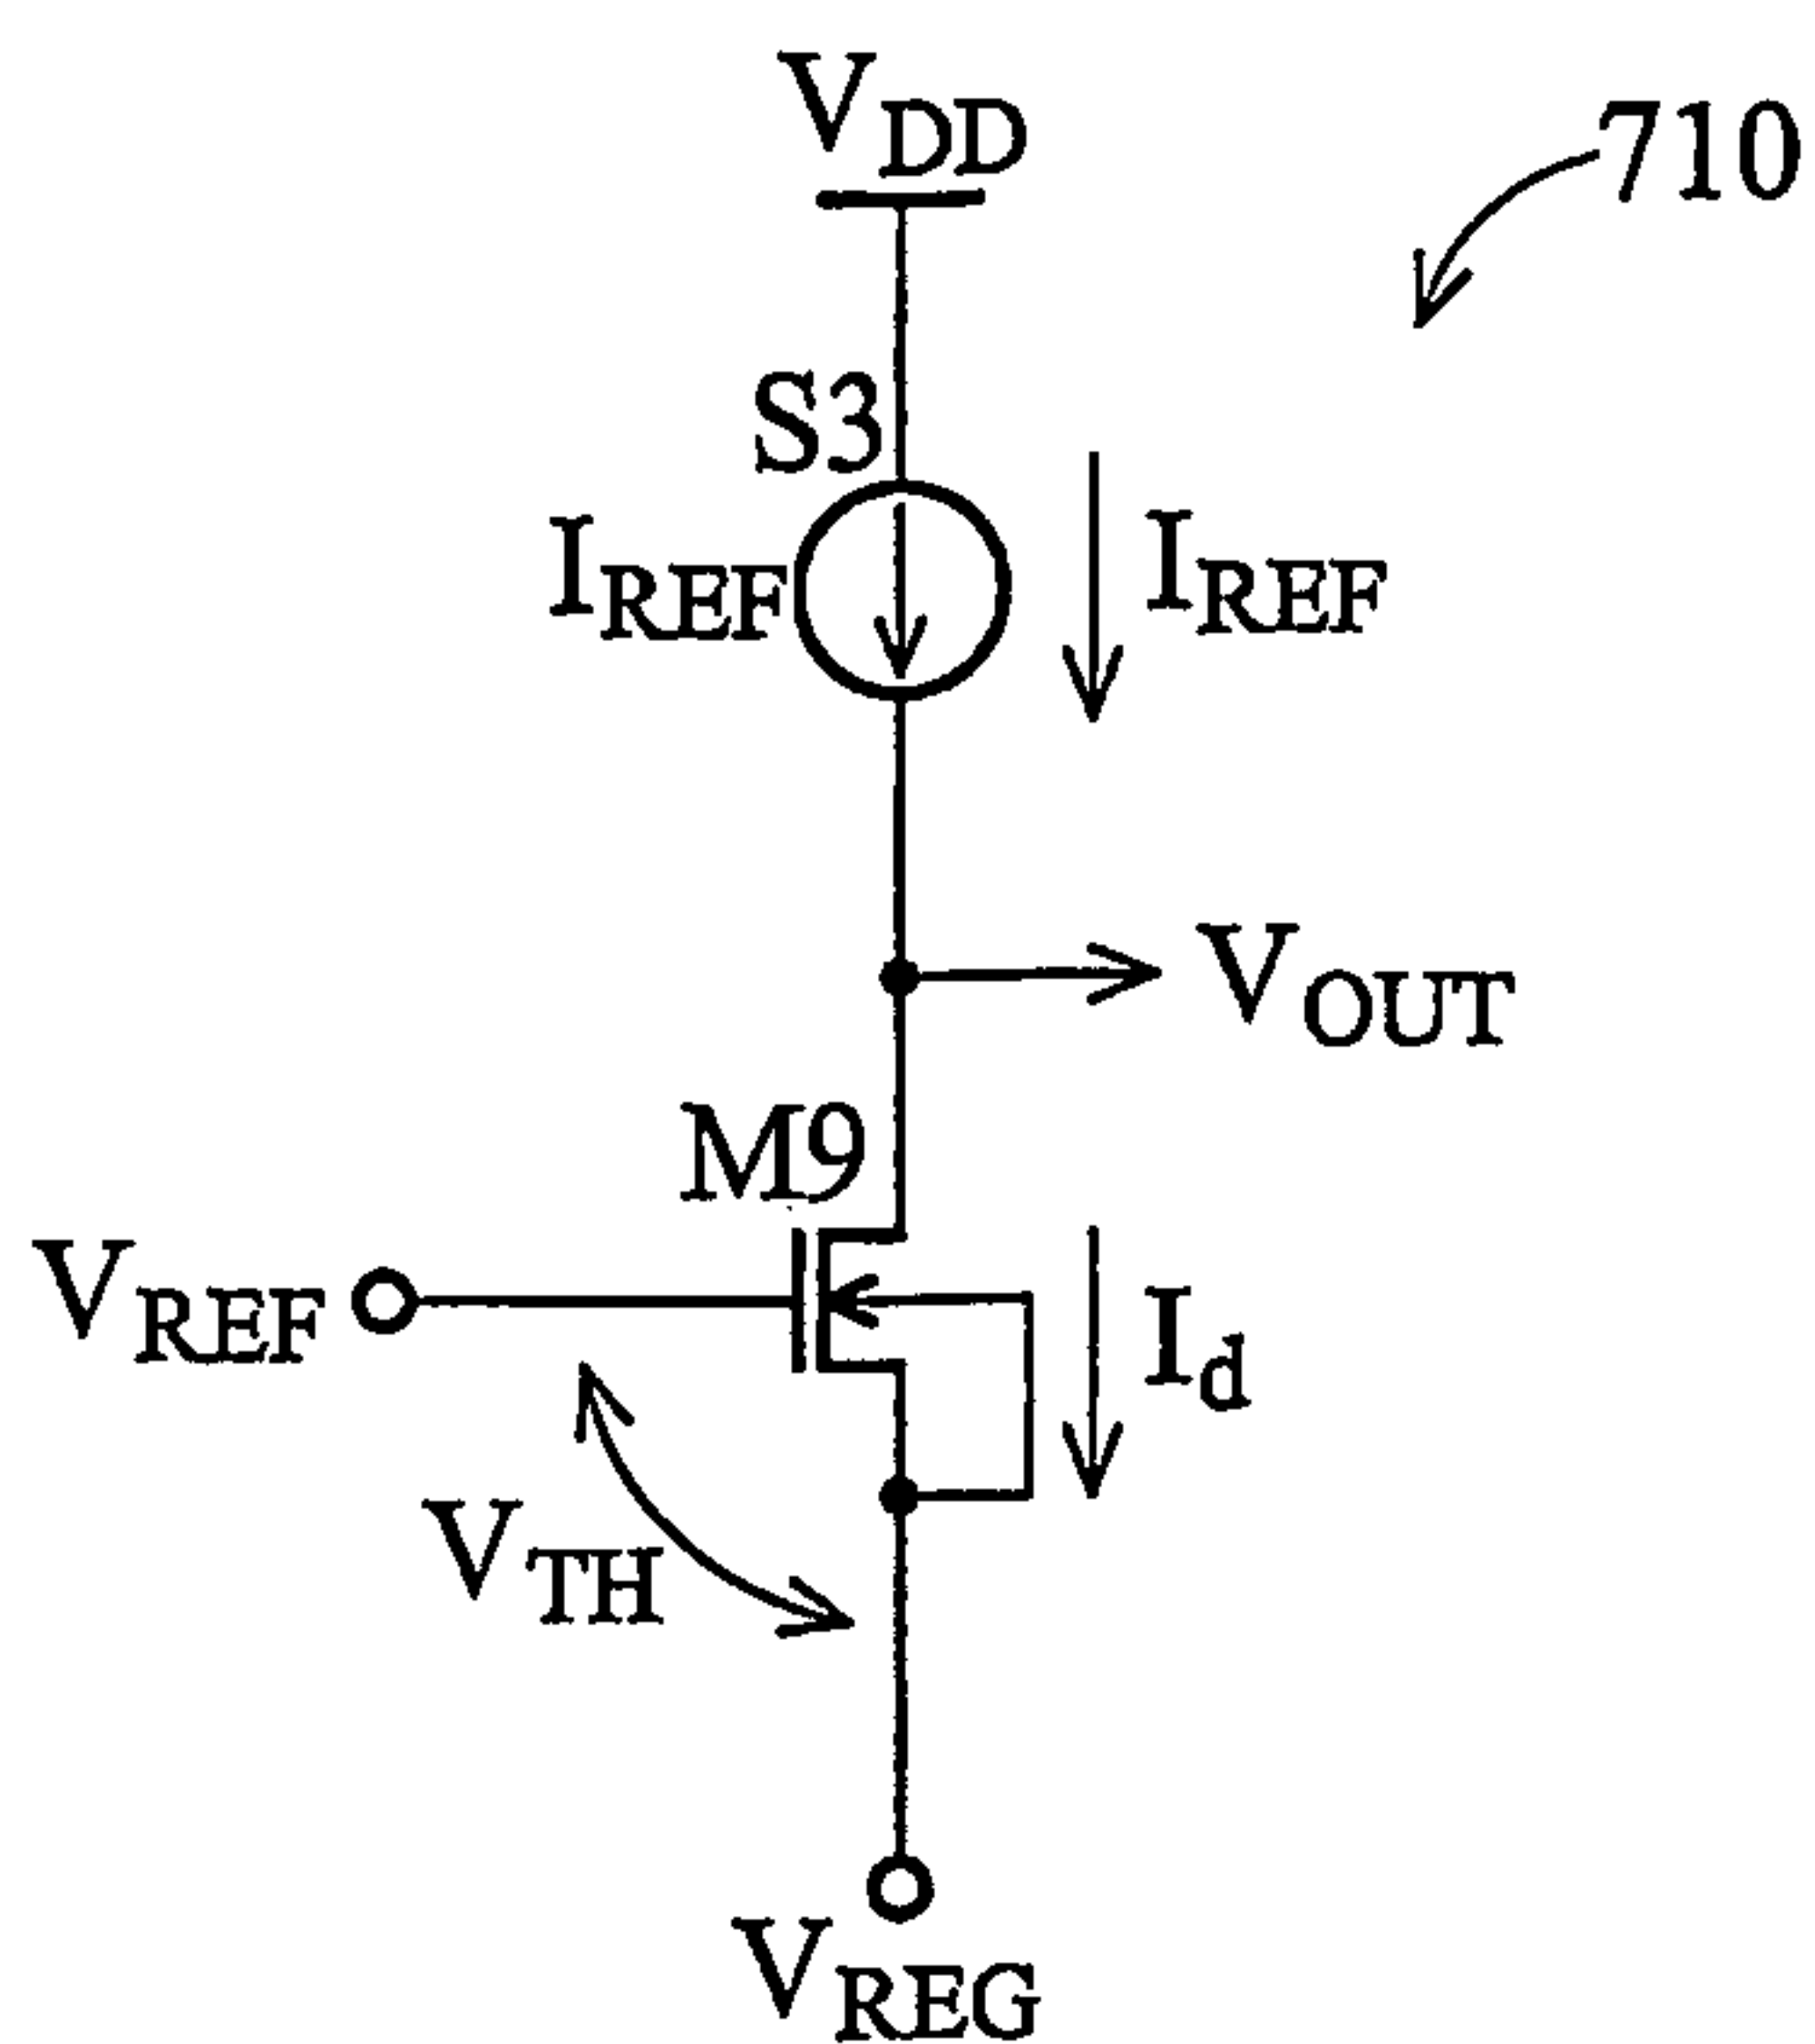 VDD
710
S3
IREF
IREF
VOUT
M9
VREF
Id
VTH
VREG